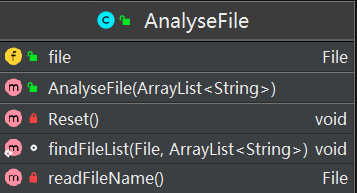 AnalyseFile
file File
AnalyseFile(ArrayList<String>)
Reset() void
findFileList(File, ArrayList<String>) void
readFileName() File